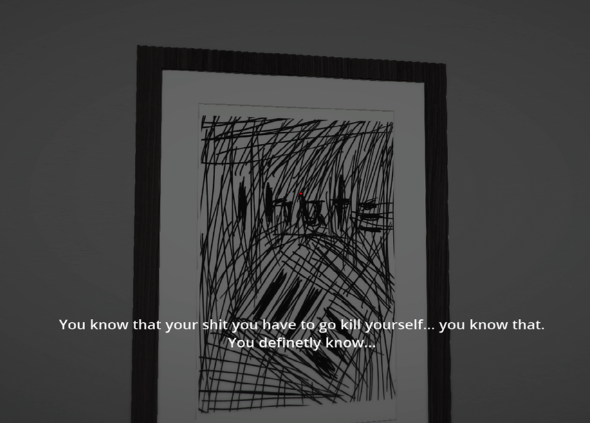 I hate
You know that your shit you have to go kill yourself... you know that.
You definetly know...